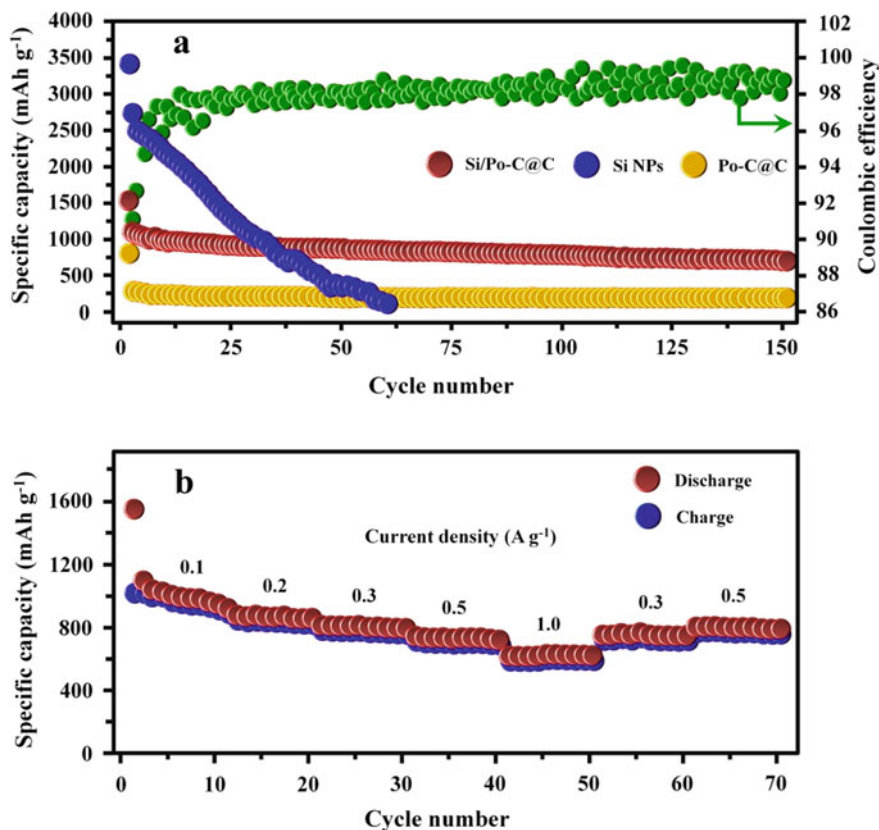 a
Specific capacity (mAh g⁻¹)
4000
3500
3000
2500
2000
1500
1000
500
0
Coulombic efficiency
102
100
98
96
94
92
90
88
86
Si/Po-C@C Si NPs Po-C@C
0 25 50 75 100 125 150
Cycle number
b
Specific capacity (mAh g⁻¹)
1600
1200
800
400
0
Discharge
Charge
Current density (A g⁻¹)
0.1 0.2 0.3 0.5 1.0 0.3 0.5
0 10 20 30 40 50 60 70
Cycle number